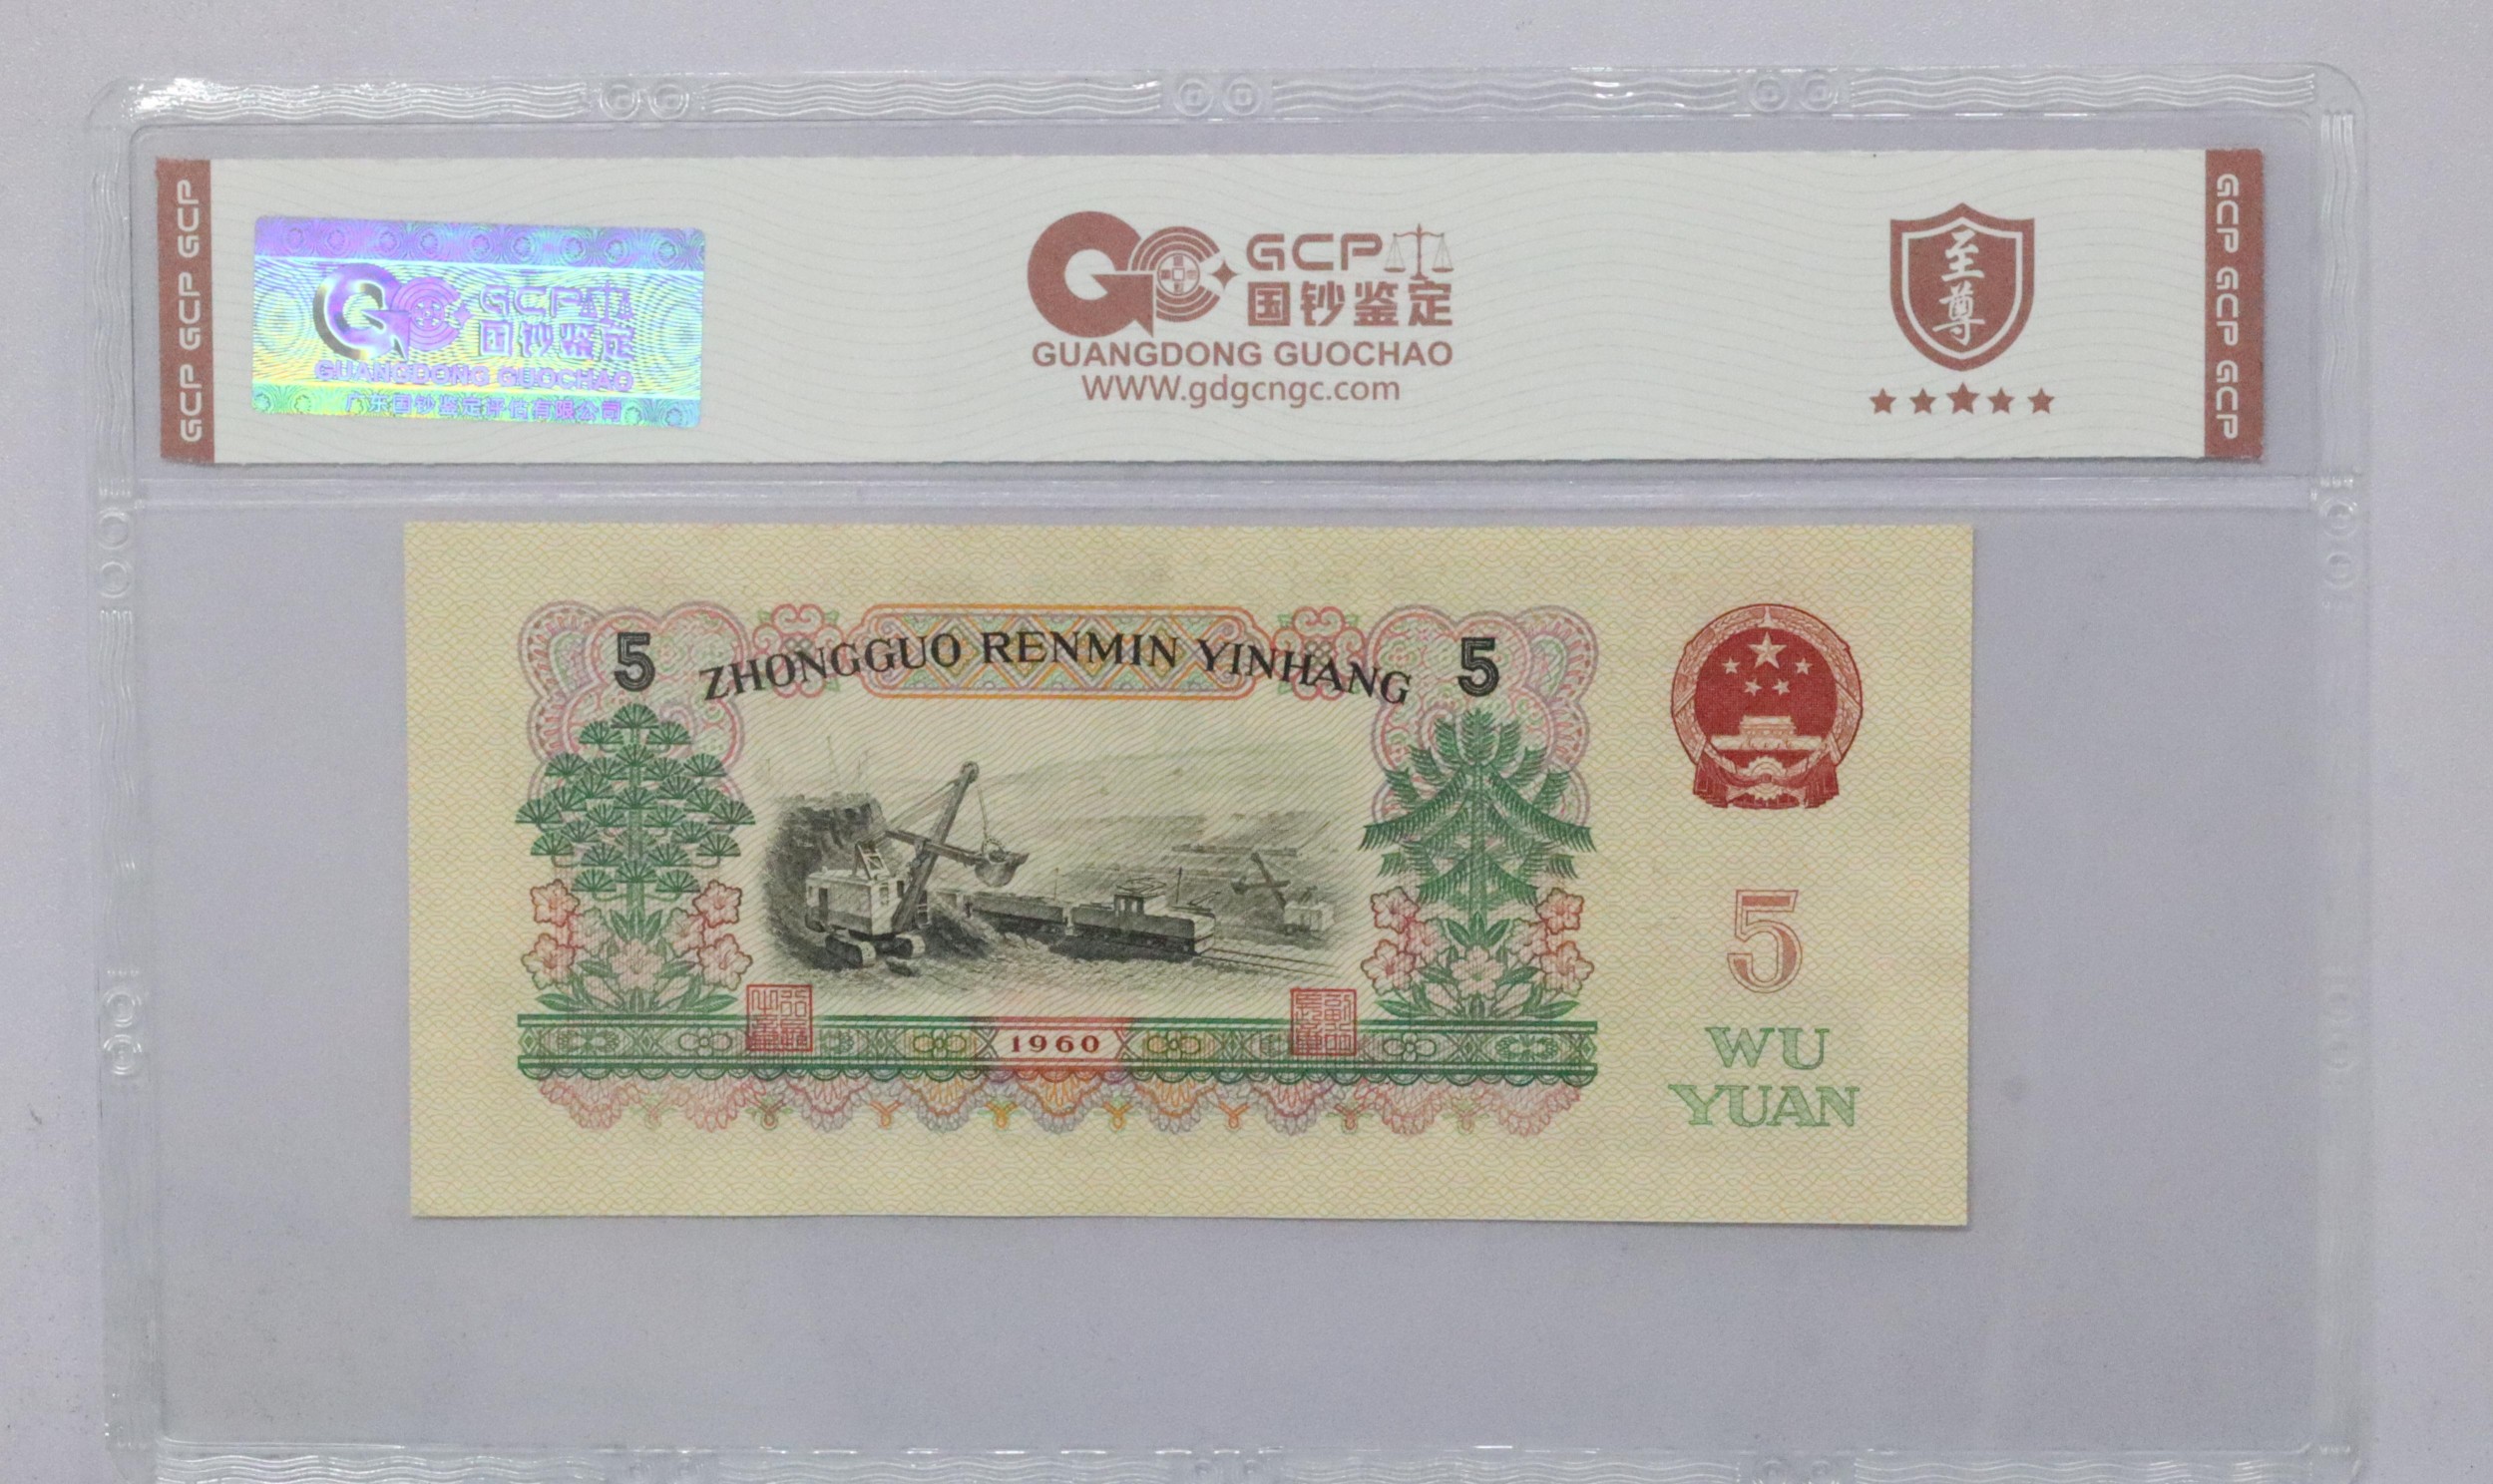 GCP GCP GCP
GCP
国钞鉴定
GUANGDONG GUOCHAO
广东国钞鉴定评估有限公司
GCP
国钞鉴定
GUANGDONG GUOCHAO
WWW.gdgcngc.com
至尊
GCP GCP GCP
5
ZHONGGUO RENMIN YINHANG
5
1960
5
WU
YUAN